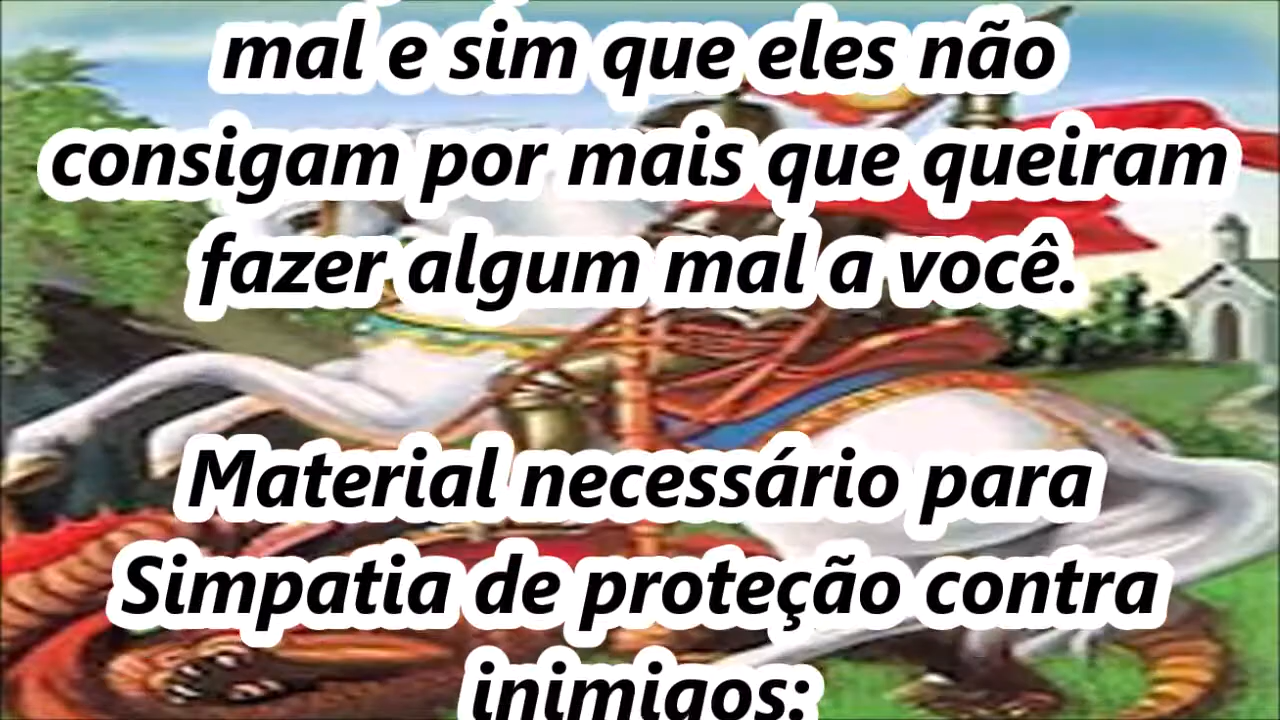 mal e sim que eles não
consigam por mais que queiram
fazer algum mal a você.
Material necessário para
Simpatia de proteção contra
inimigos: